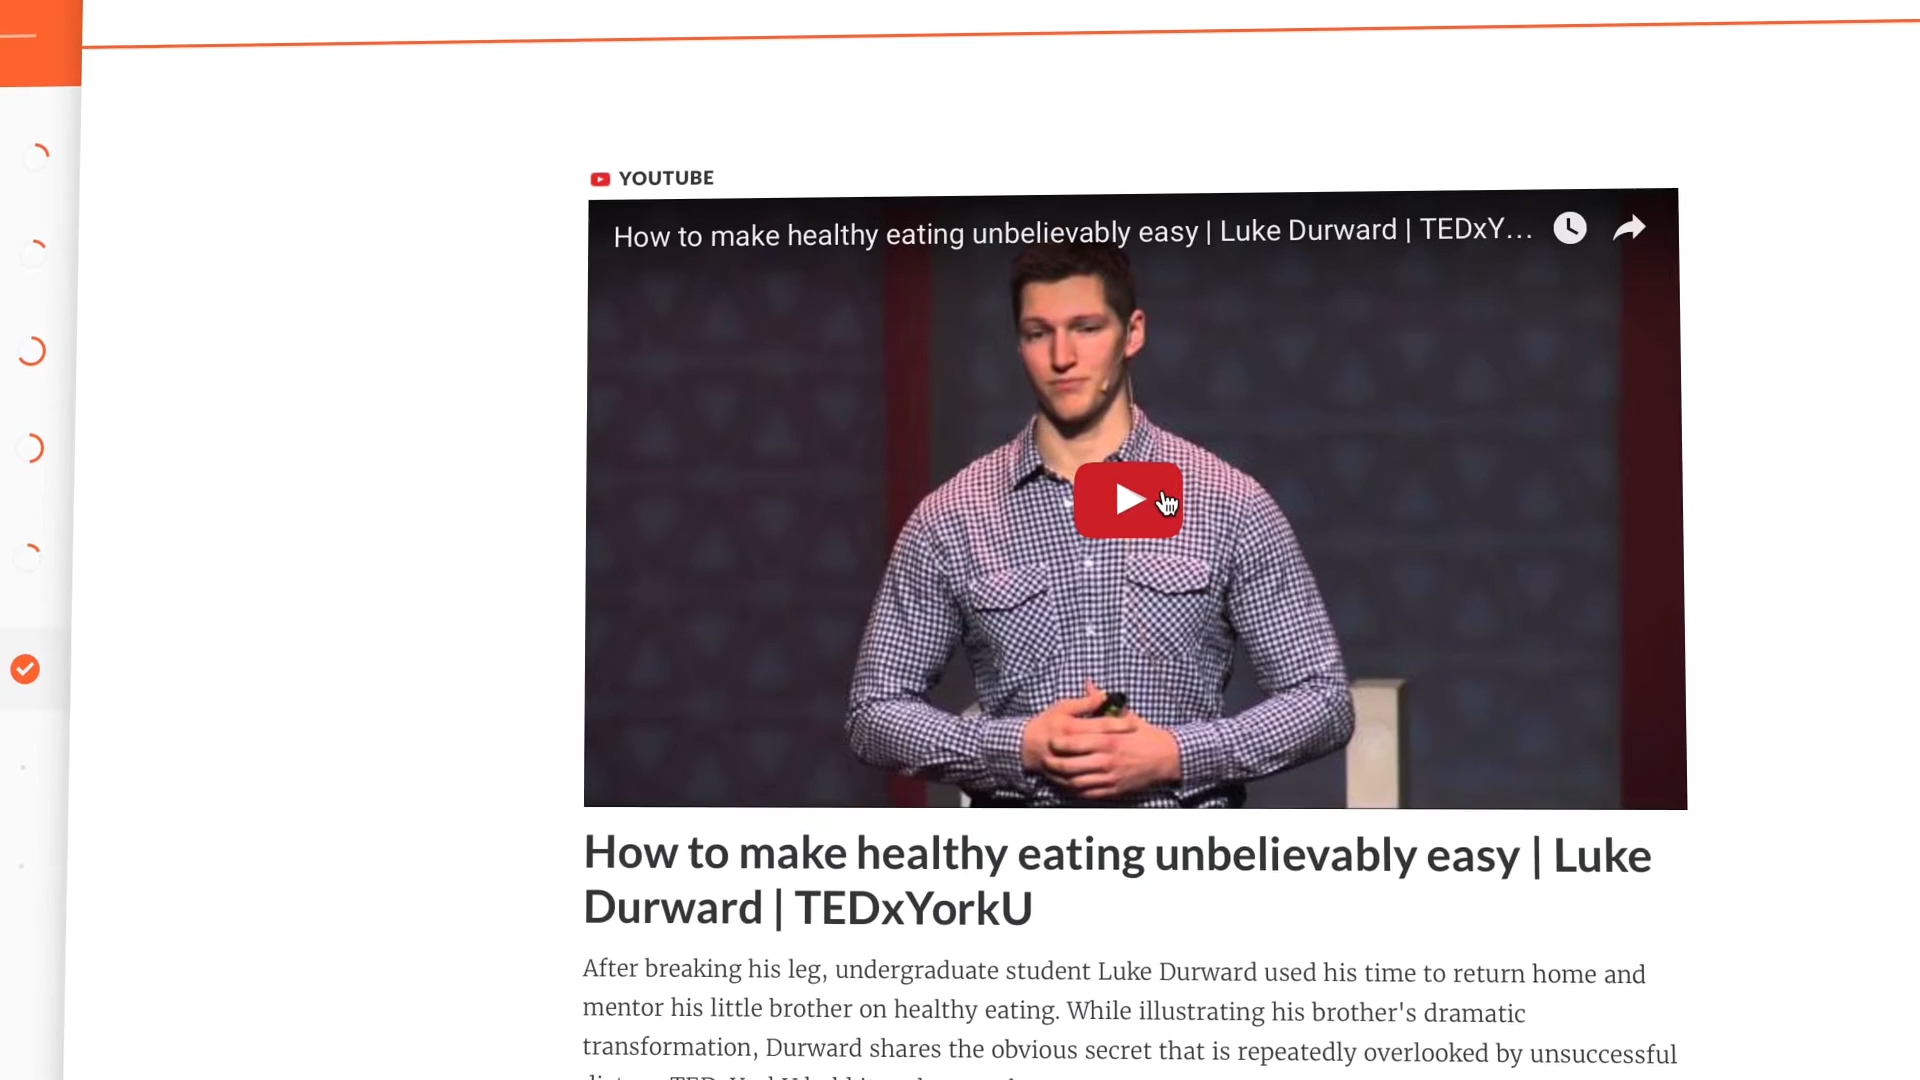 YOUTUBE
How to make healthy eating unbelievably easy | Luke Durward | TEDxY...
How to make healthy eating unbelievably easy | Luke
Durward | TEDxYorkU
After breaking his leg, undergraduate student Luke Durward used his time to return home and
mentor his little brother on healthy eating. While illustrating his brother's dramatic
transformation, Durward shares the obvious secret that is repeatedly overlooked by unsuccessful